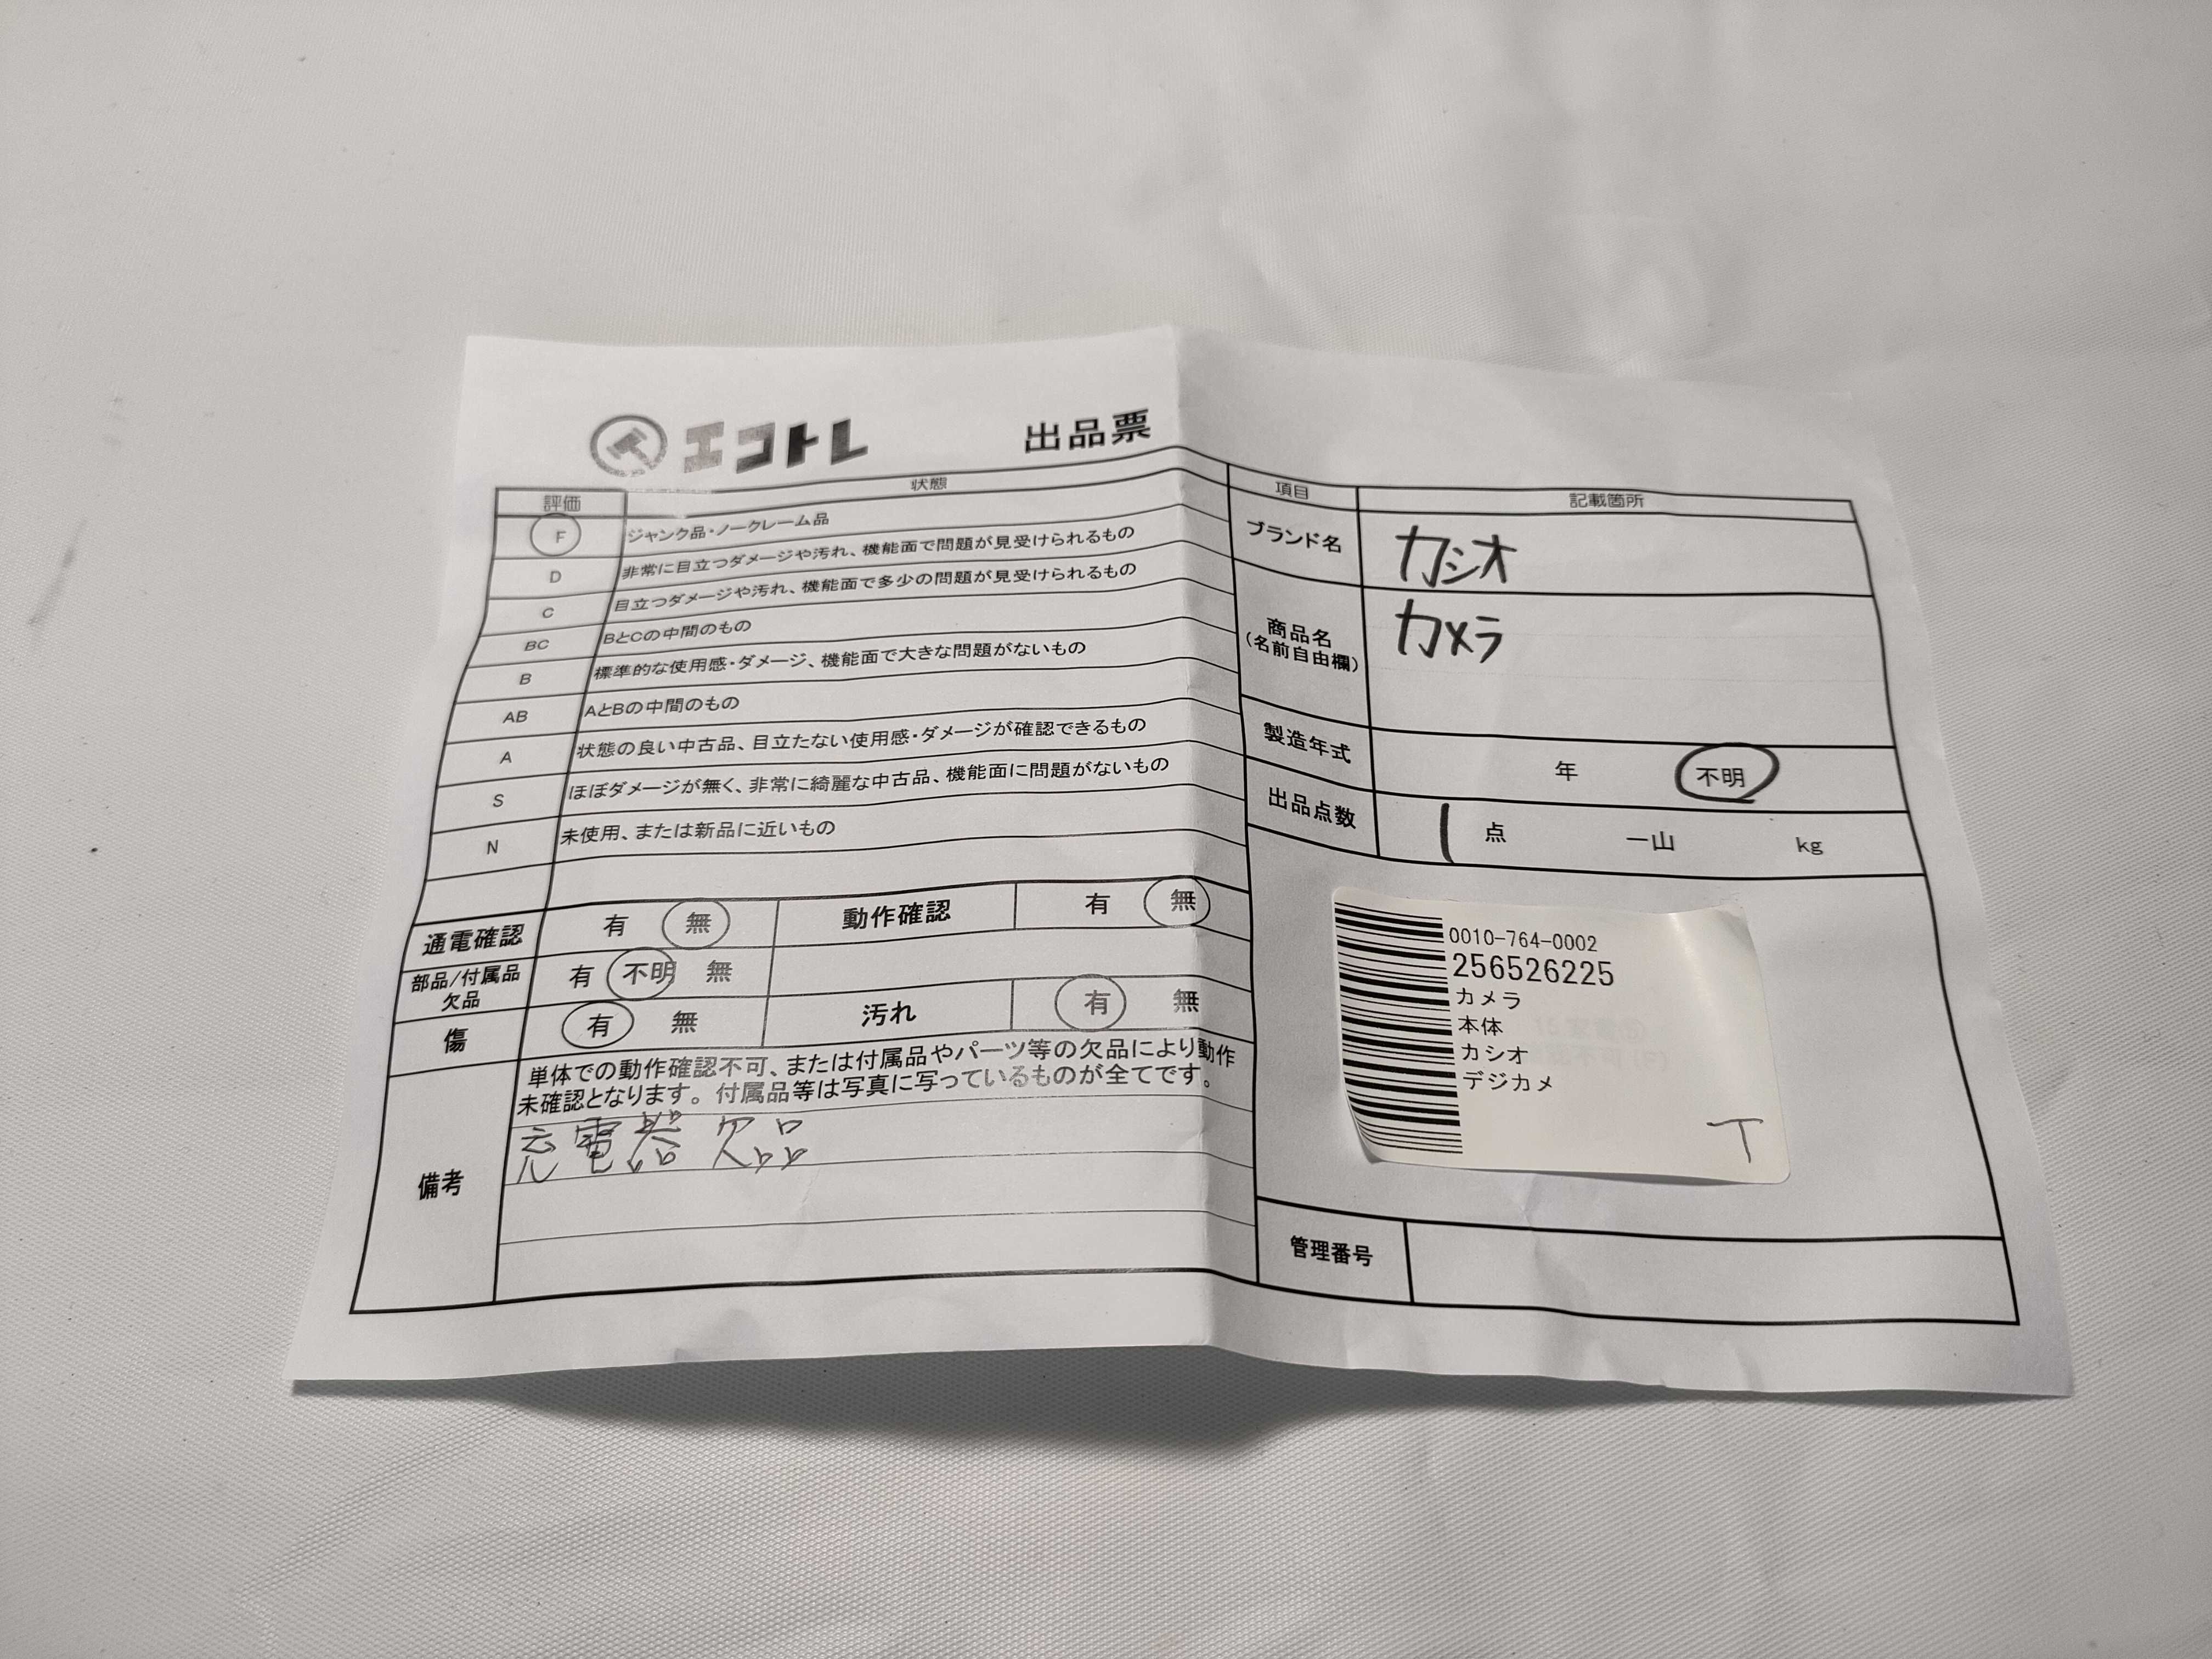 エコトレ 出品票
評価 状態
F ジャンク品・ノークレーム品
D 非常に目立つダメージや汚れ、機能面で問題が見受けられるもの
C 目立つダメージや汚れ、機能面で多少の問題が見受けられるもの
BC BとCの中間のもの
B 標準的な使用感・ダメージ、機能面で大きな問題がないもの
AB AとBの中間のもの
A 状態の良い中古品、目立たない使用感・ダメージが確認できるもの
S ほぼダメージが無く、非常に綺麗な中古品、機能面に問題がないもの
N 未使用、または新品に近いもの
通電確認 有 無 動作確認 有 無
部品/付属品
欠品 有 不明 無
傷 有 無 汚れ 有 無
備考
単体での動作確認不可、または付属品やパーツ等の欠品により動作
未確認となります。付属品等は写真に写っているものが全てです。
充電器 欠品
項目 記載箇所
ブランド名 カシオ
商品名
(名前自由欄)
カメラ
製造年式 年 不明
出品点数 1 点 一山 kg
0010-764-0002
256526225
カメラ
本体
カシオ
デジカメ
T
管理番号